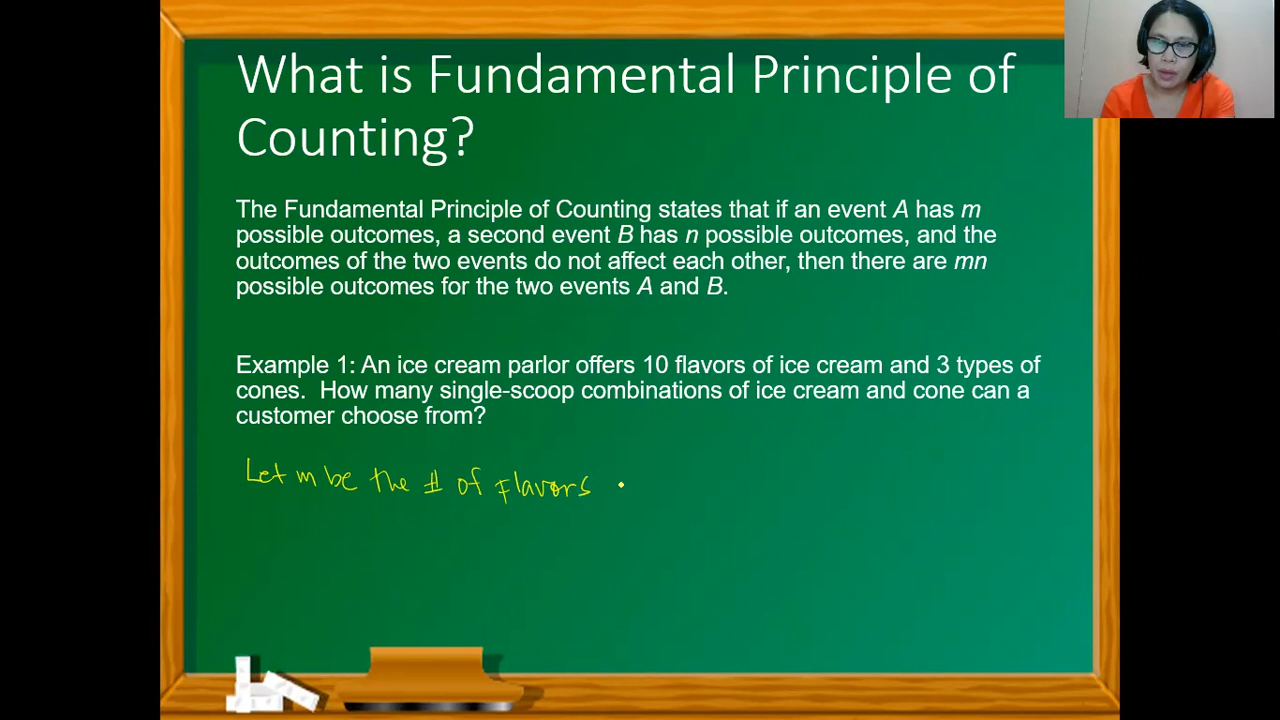 What is Fundamental Principle of
Counting?
The Fundamental Principle of Counting states that if an event A has m
possible outcomes, a second event B has n possible outcomes, and the
outcomes of the two events do not affect each other, then there are mn
possible outcomes for the two events A and B.
Example 1: An ice cream parlor offers 10 flavors of ice cream and 3 types of
cones.  How many single-scoop combinations of ice cream and cone can a
customer choose from?
Let m be the # of flavors